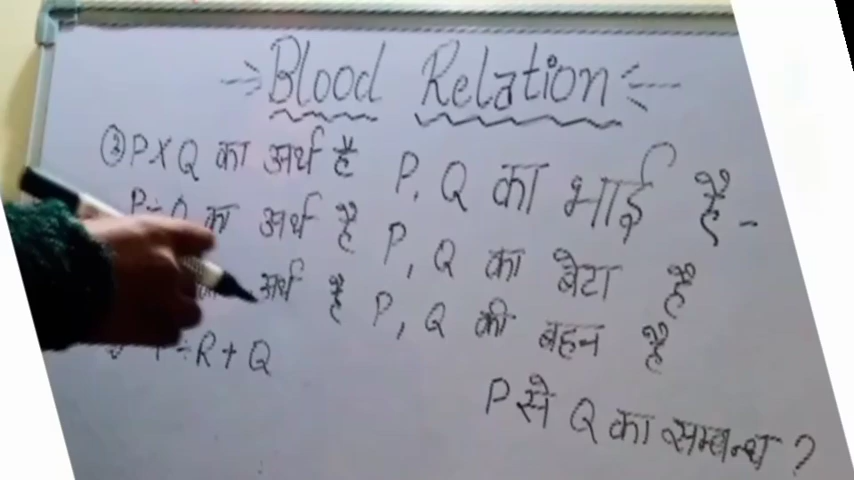 Blood Relation
③ P×Q का अर्थ है P, Q का भाई है -
P÷Q का अर्थ है P, Q का बेटा है
अर्थ है P, Q की बहन है
÷R+Q
P से Q का सम्बन्ध ?